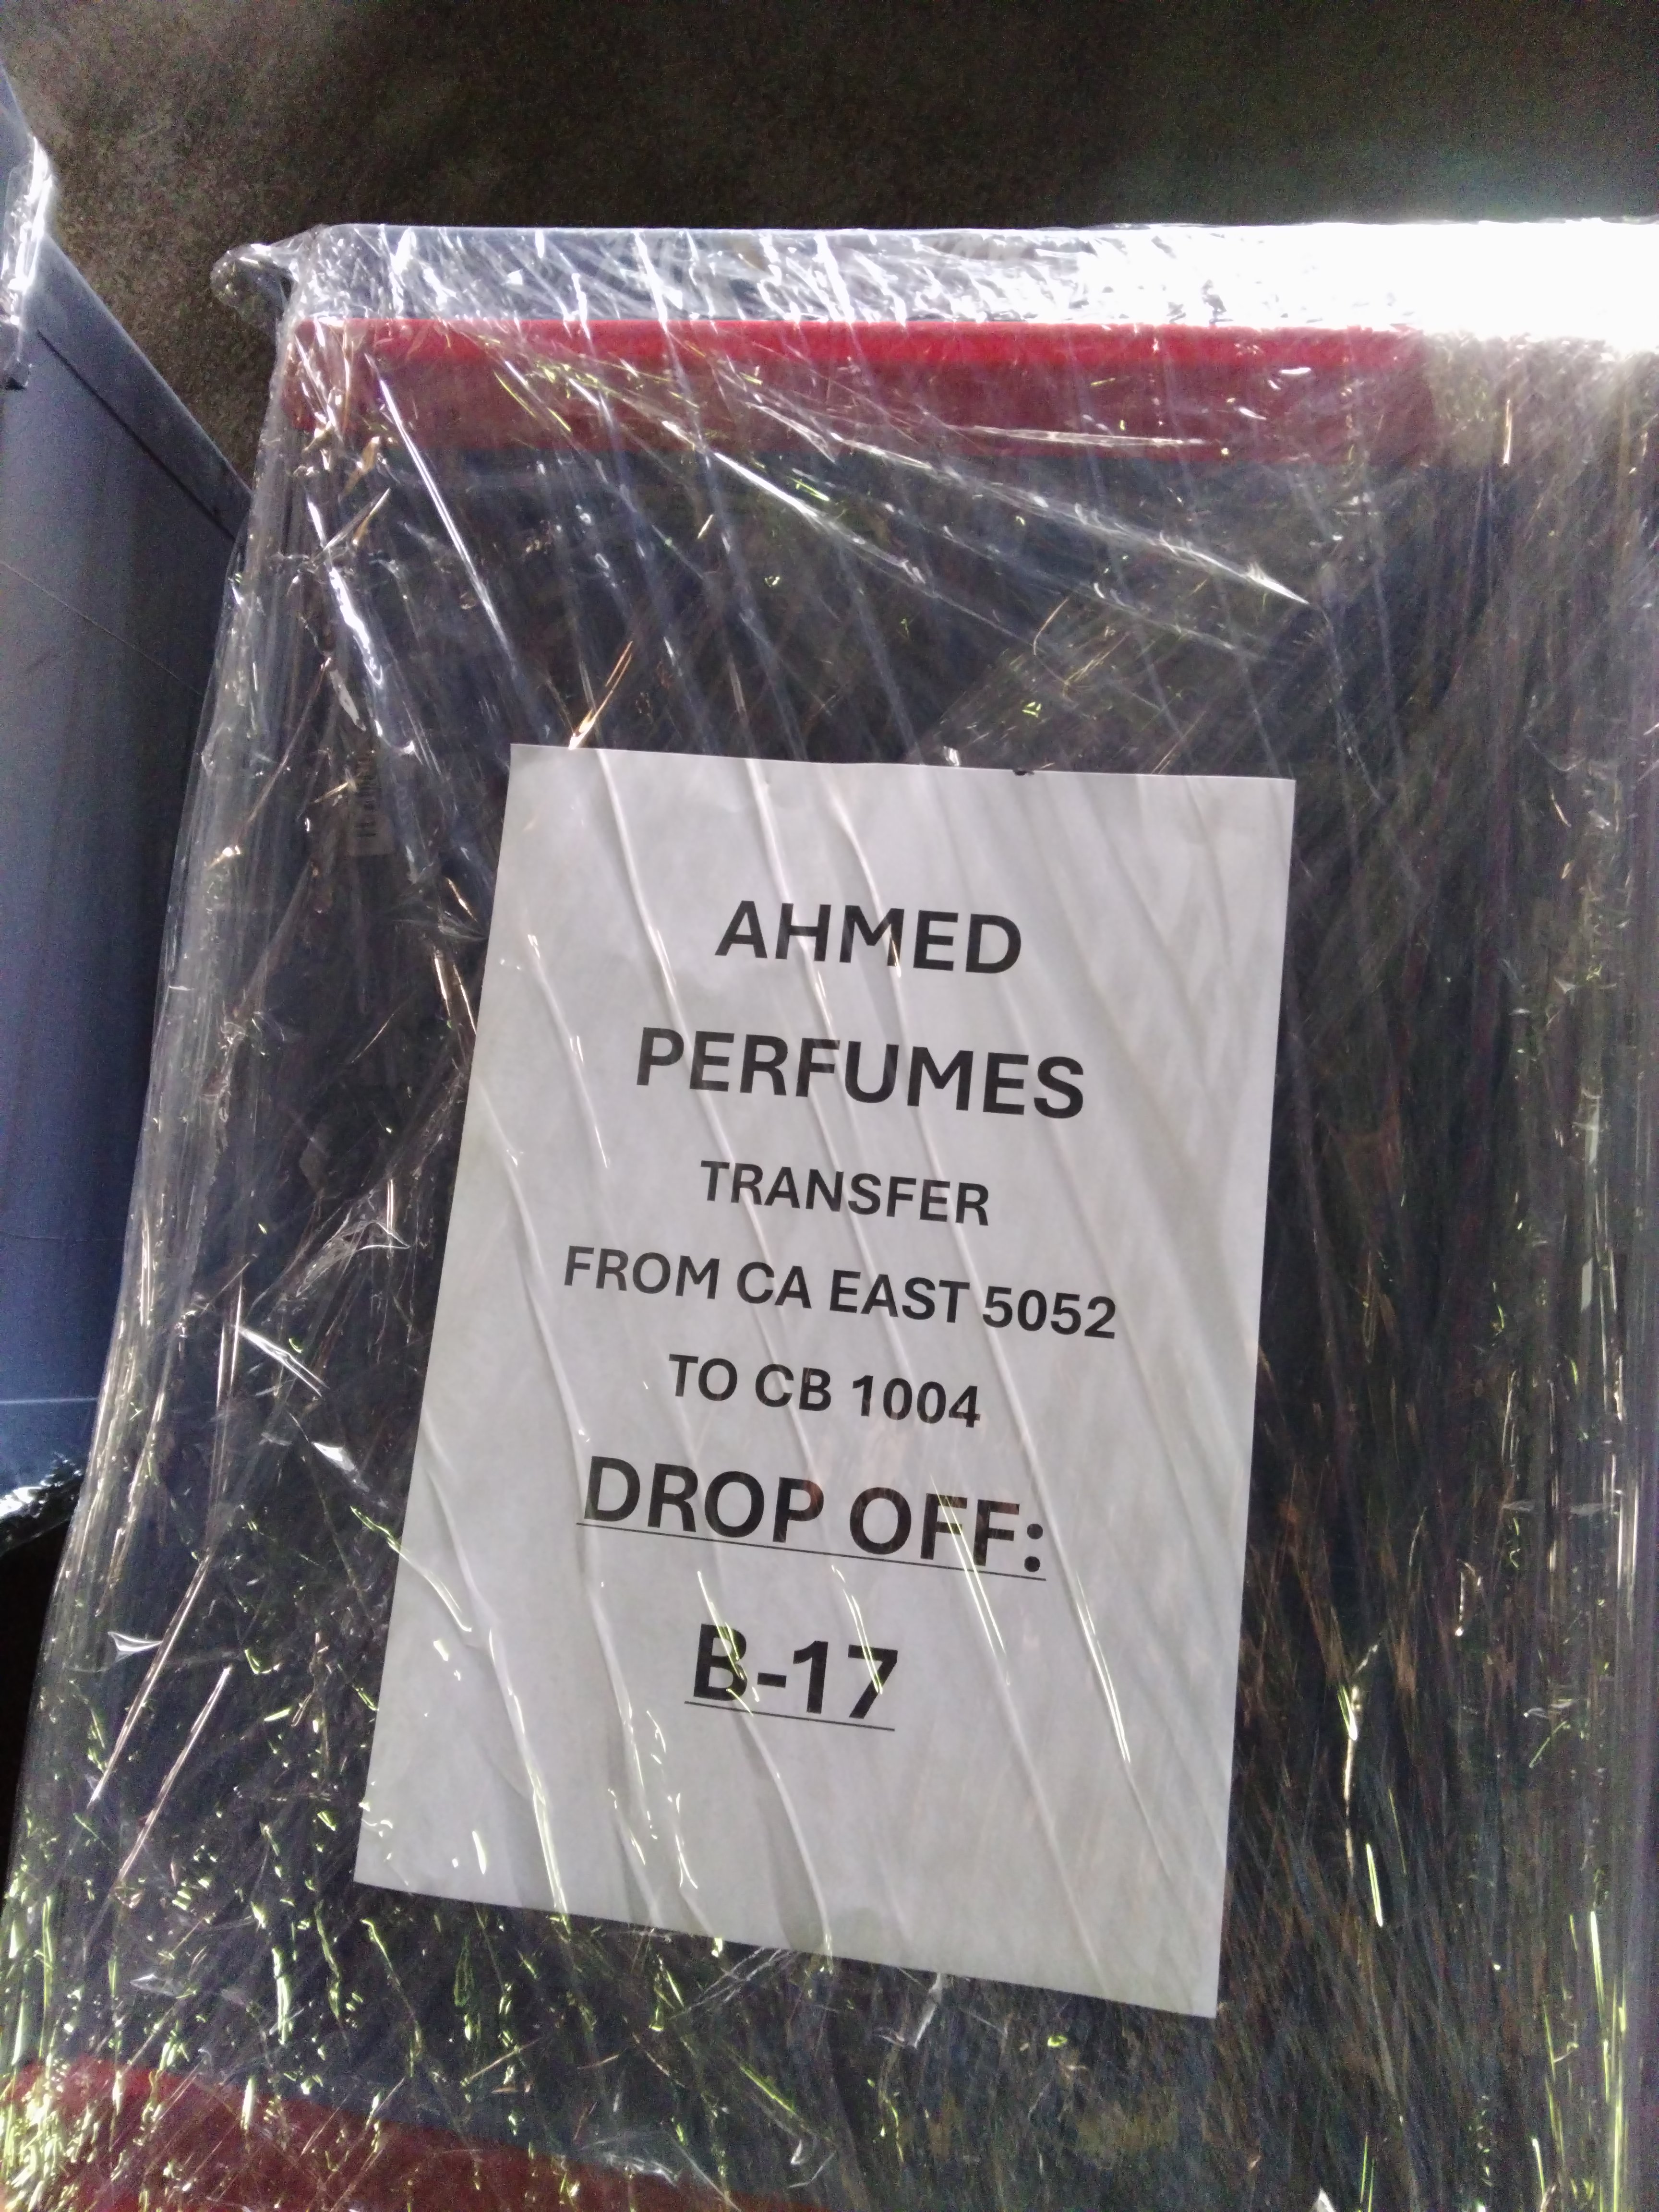 AHMED
PERFUMES
TRANSFER
FROM CA EAST 5052
TO CB 1004
DROP OFF:
B-17